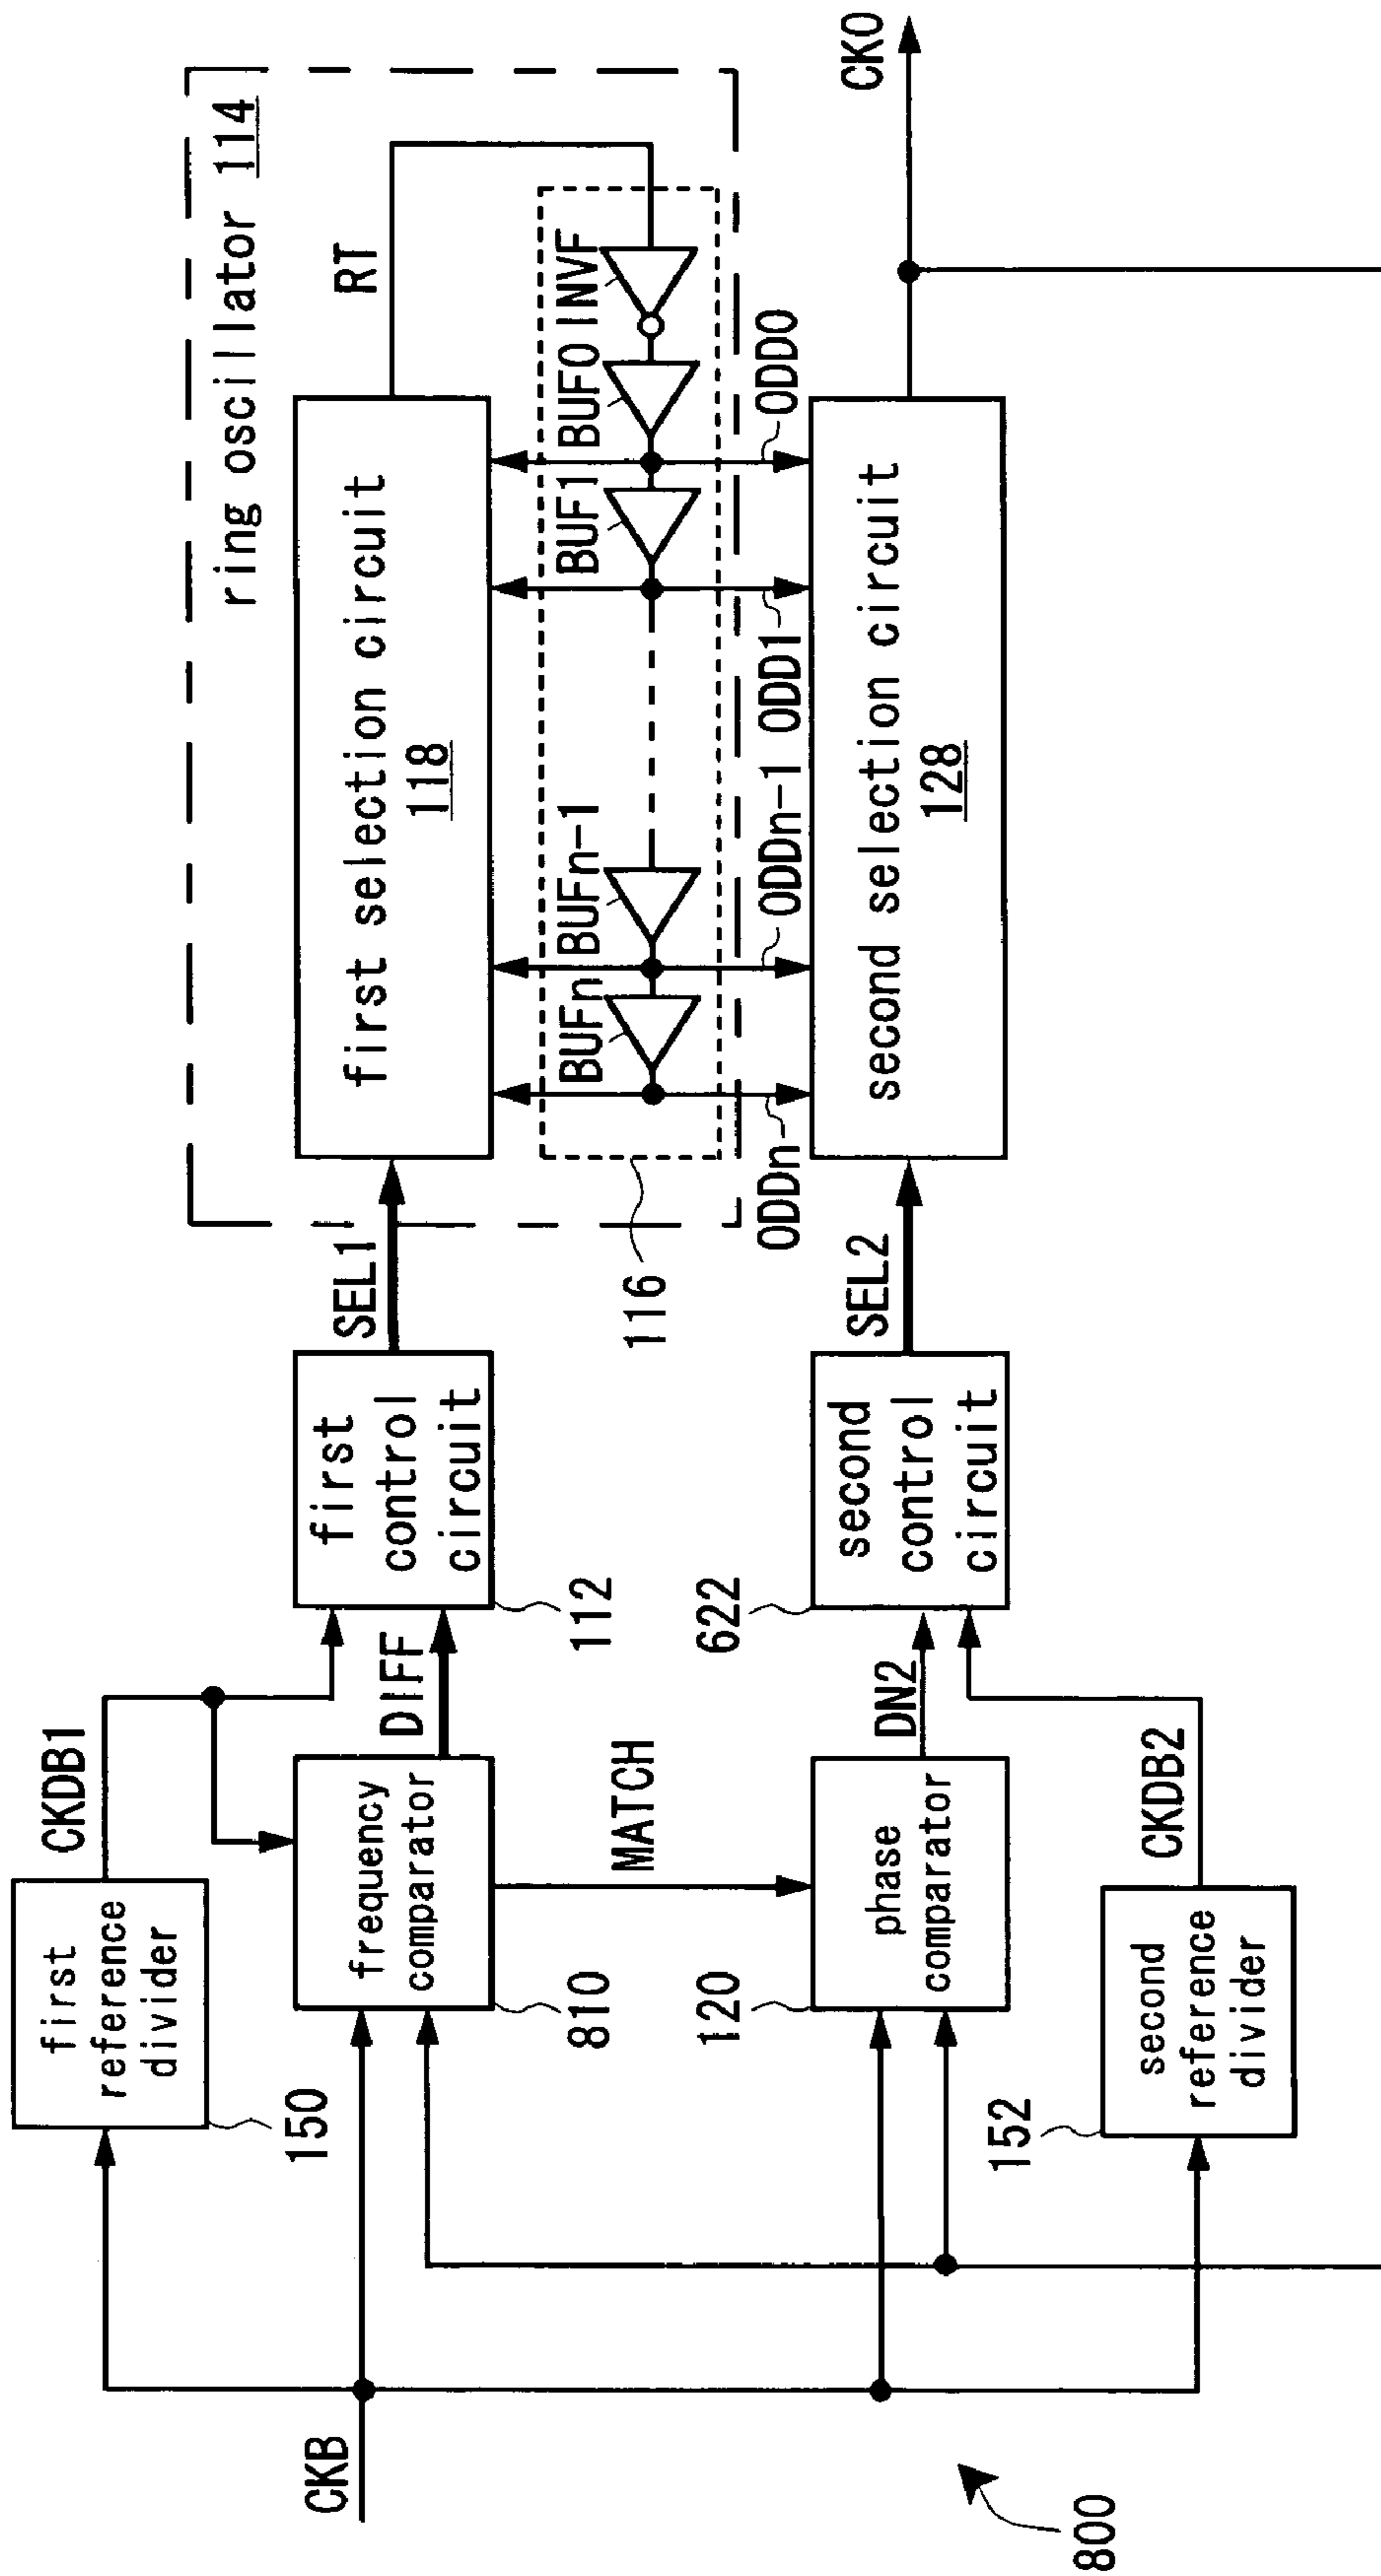 ring oscillator 114
first
reference
divider
CKDB1
150
RT
first selection circuit
118
SEL1
first
control
circuit
112
DIFF
frequency
comparator
810
CKB
BUFn
BUFn-1
BUF1
BUF0
INVF
116
MATCH
ODDn-
ODDn-1
ODD1
ODD0
second selection circuit
128
CKO
SEL2
second
control
circuit
622
DN2
phase
comparator
120
CKDB2
second
reference
divider
152
800